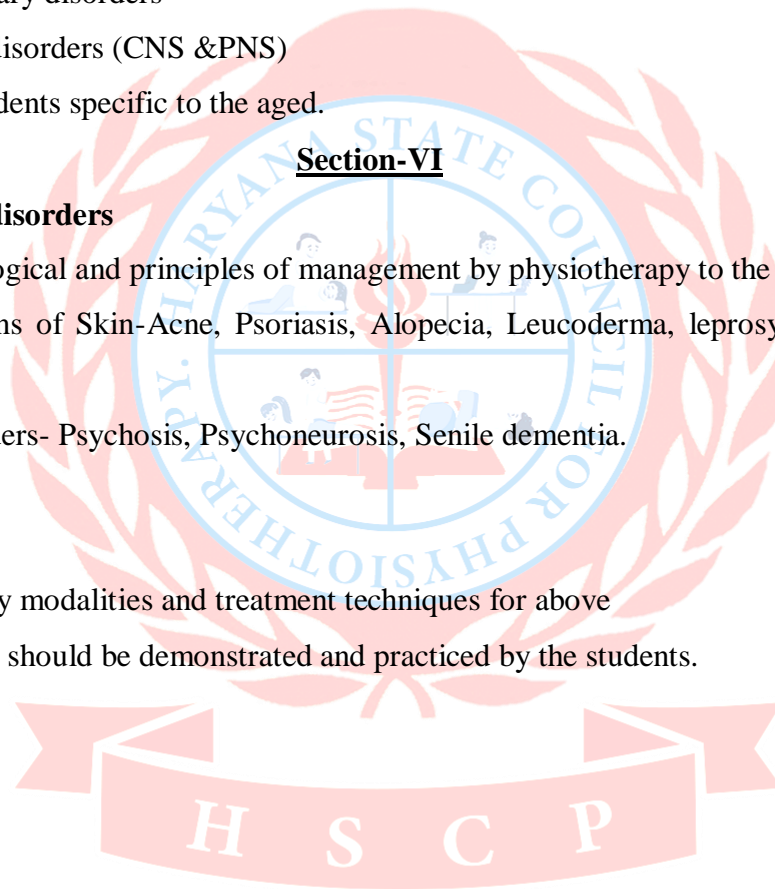 ary disorders
disorders (CNS &PNS)
dents specific to the aged.
Section-VI
disorders
ogical and principles of management by physiotherapy to the
ns of Skin-Acne, Psoriasis, Alopecia, Leucoderma, leprosy,
ers- Psychosis, Psychoneurosis, Senile dementia.
y modalities and treatment techniques for above
should be demonstrated and practiced by the students.
HARYANA STATE COUNCIL FOR PHYSIOTHERAPY.
H S C P